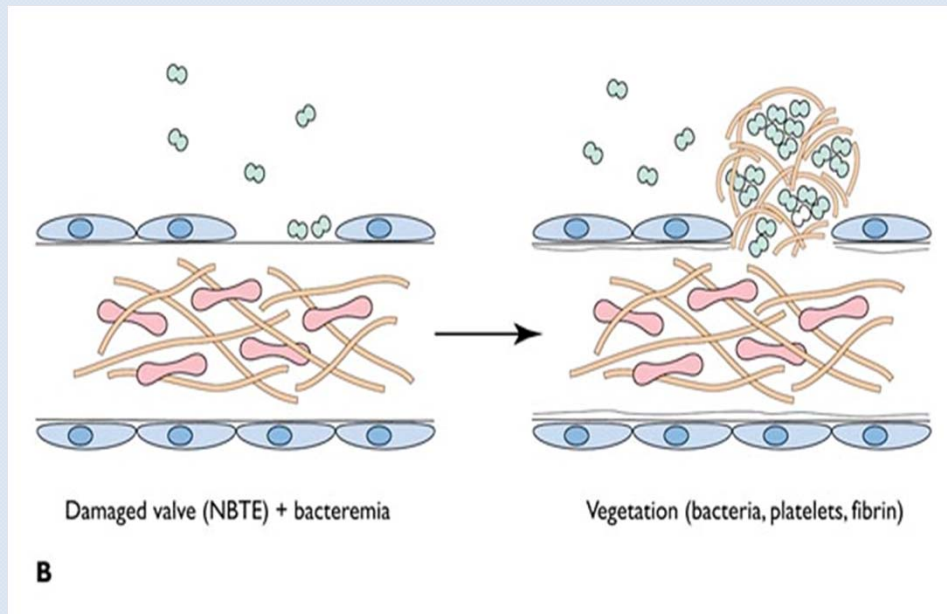 Damaged valve (NBTE) + bacteremia
Vegetation (bacteria, platelets, fibrin)
B